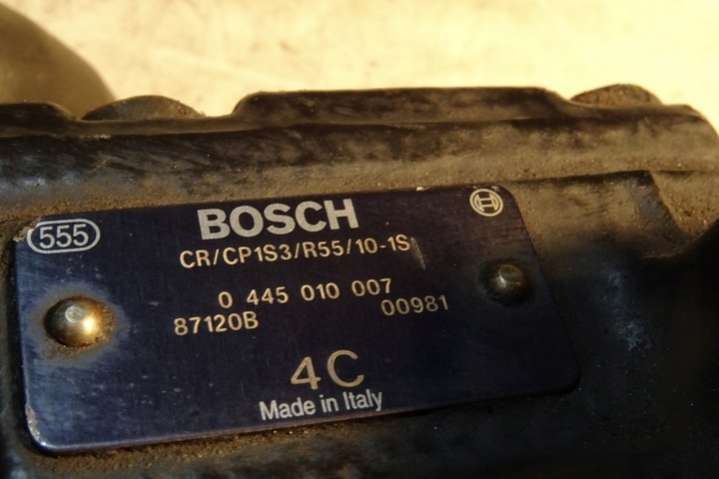 555
BOSCH
CR/CP1S3/R55/10-1S
0 445 010 007
87120B 00981
4C
Made in Italy